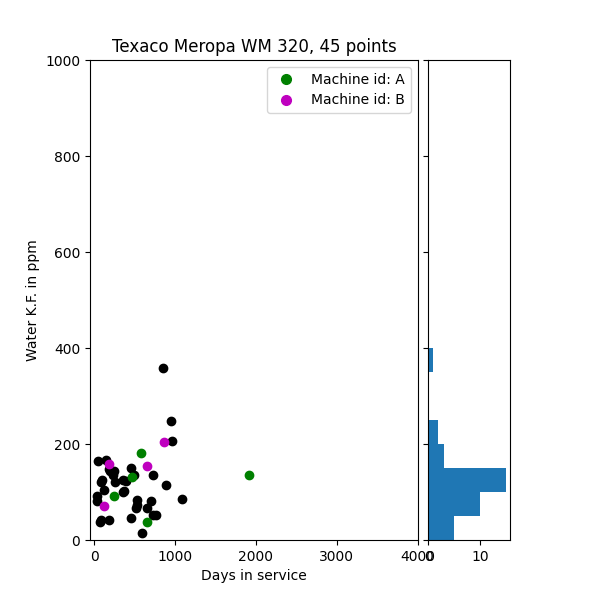 Texaco Meropa WM 320, 45 points
Machine id: A
Machine id: B
Water K.F. in ppm
1000
800
600
400
200
0
0 1000 2000 3000 4000
0 10
Days in service